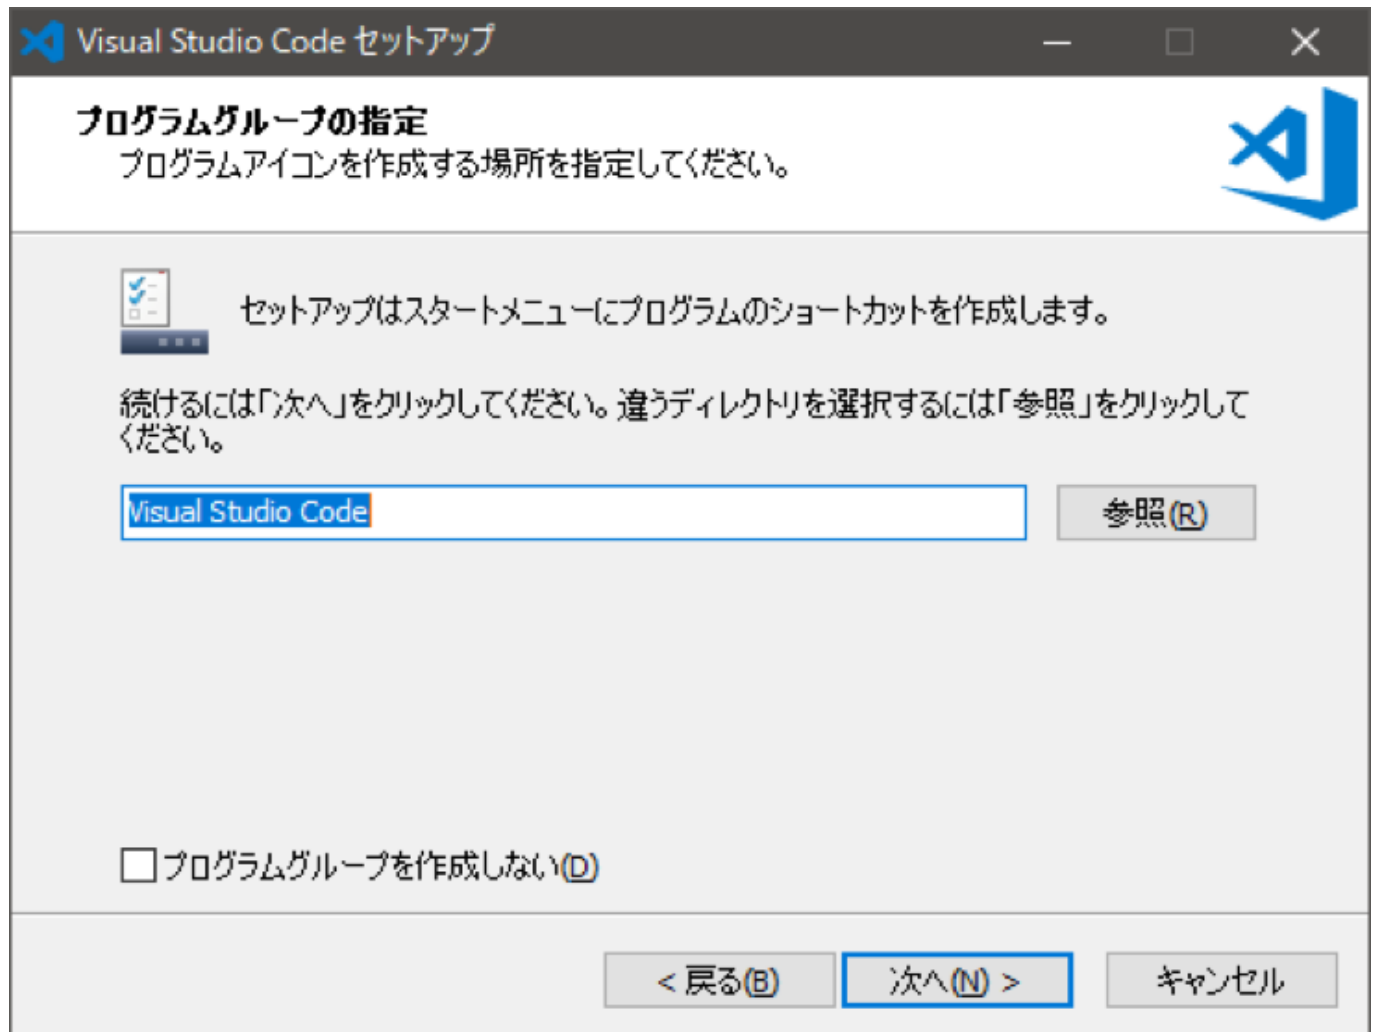 Visual Studio Code セットアップ
プログラムグループの指定
プログラムアイコンを作成する場所を指定してください。
セットアップはスタートメニューにプログラムのショートカットを作成します。
続けるには「次へ」をクリックしてください。違うディレクトリを選択するには「参照」をクリックして
ください。
Visual Studio Code
参照(R)
プログラムグループを作成しない(D)
< 戻る(B)
次へ(N) >
キャンセル